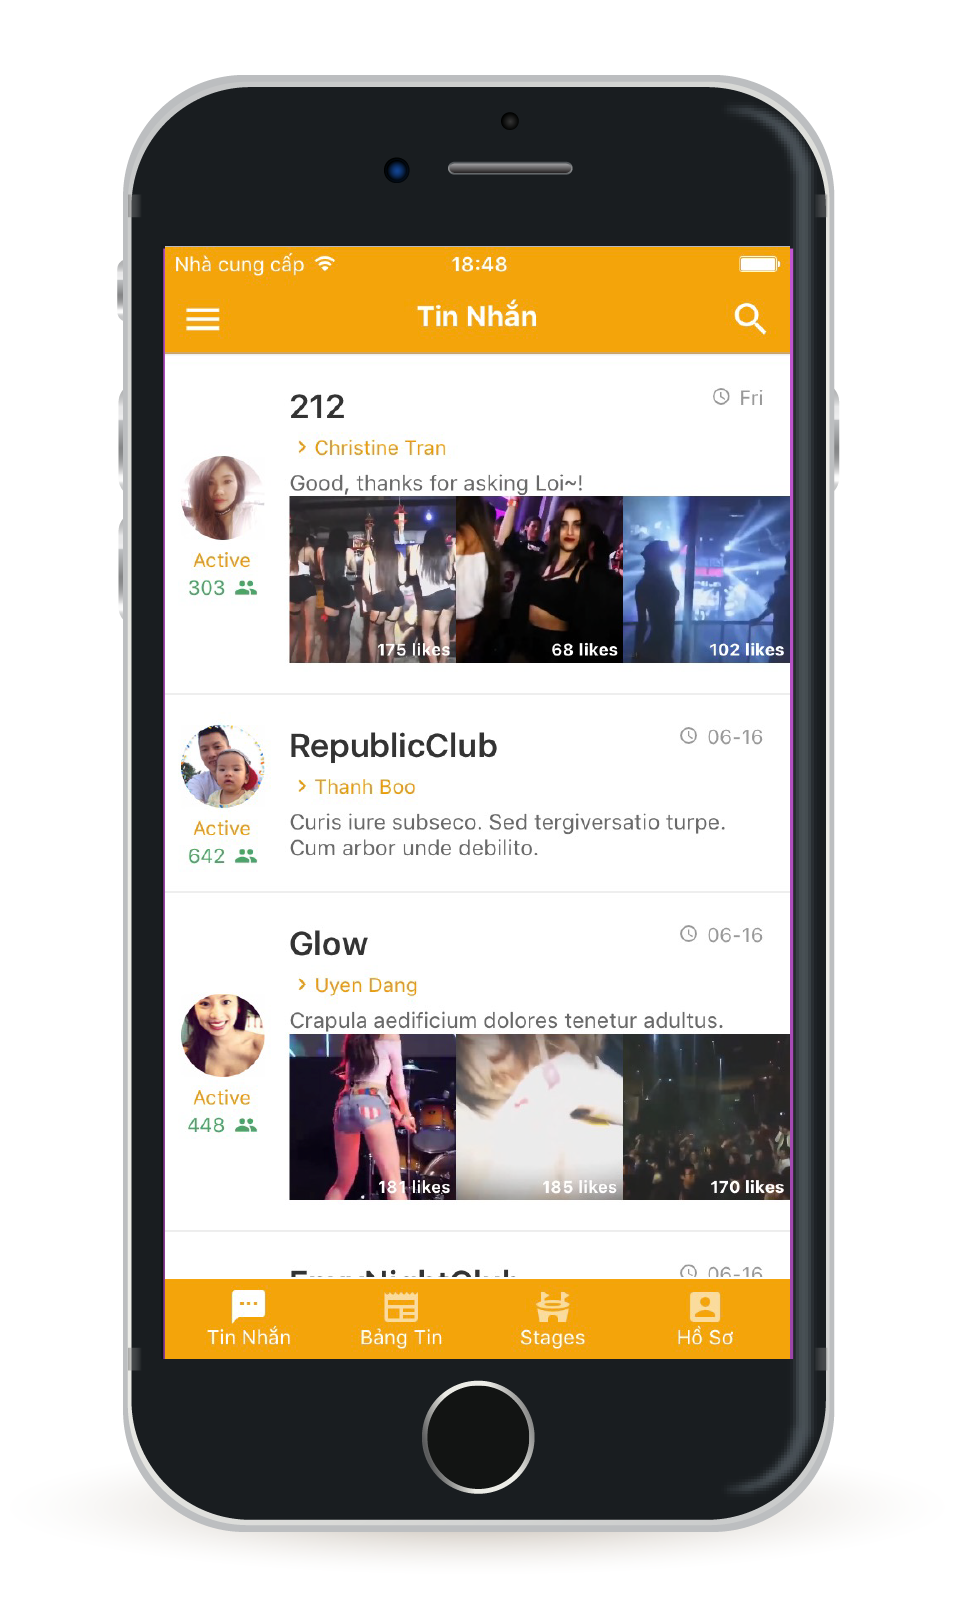 Nhà cung cấp 18:48
Tin Nhắn
212
Fri
Christine Tran
Good, thanks for asking Loi~!
Active
303
175 likes
68 likes
102 likes
RepublicClub
06-16
Thanh Boo
Curis iure subseco. Sed tergiversatio turpe.
Cum arbor unde debilito.
Active
642
Glow
06-16
Uyen Dang
Crapula aedificium dolores tenetur adultus.
Active
448
181 likes
185 likes
170 likes
06-16
Tin Nhắn
Bảng Tin
Stages
Hồ Sơ